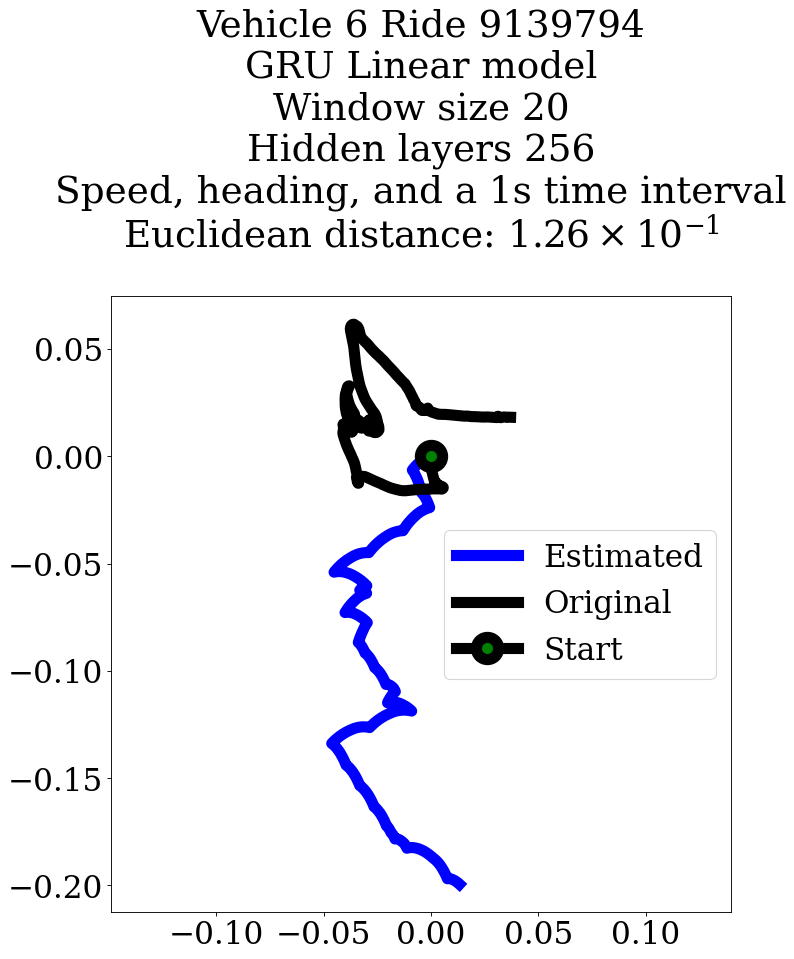 Vehicle 6 Ride 9139794
GRU Linear model
Window size 20
Hidden layers 256
Speed, heading, and a 1s time interval
Euclidean distance: 1.26 × 10⁻¹
0.05
0.00
−0.05
−0.10
−0.15
−0.20
Estimated
Original
Start
−0.10 −0.05 0.00 0.05 0.10